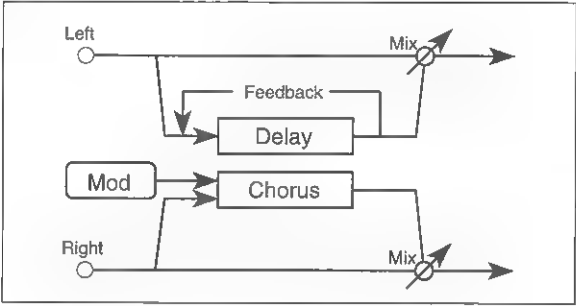 Left
Mix
Feedback
Delay
Mod
Chorus
Right
Mix